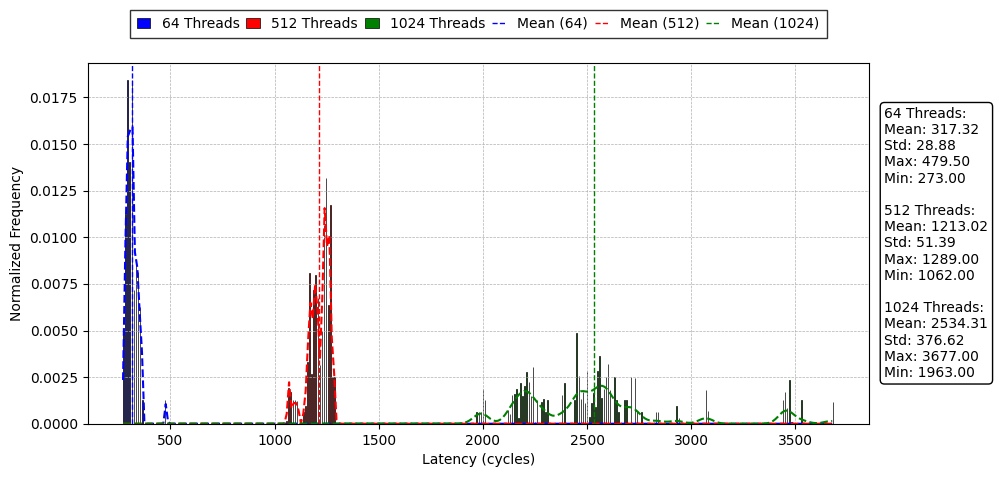 64 Threads 512 Threads 1024 Threads Mean (64) Mean (512) Mean (1024)
0.0175
0.0150
0.0125
0.0100
0.0075
0.0050
0.0025
0.0000
Normalized Frequency
500 1000 1500 2000 2500 3000 3500
Latency (cycles)
64 Threads:
Mean: 317.32
Std: 28.88
Max: 479.50
Min: 273.00
512 Threads:
Mean: 1213.02
Std: 51.39
Max: 1289.00
Min: 1062.00
1024 Threads:
Mean: 2534.31
Std: 376.62
Max: 3677.00
Min: 1963.00